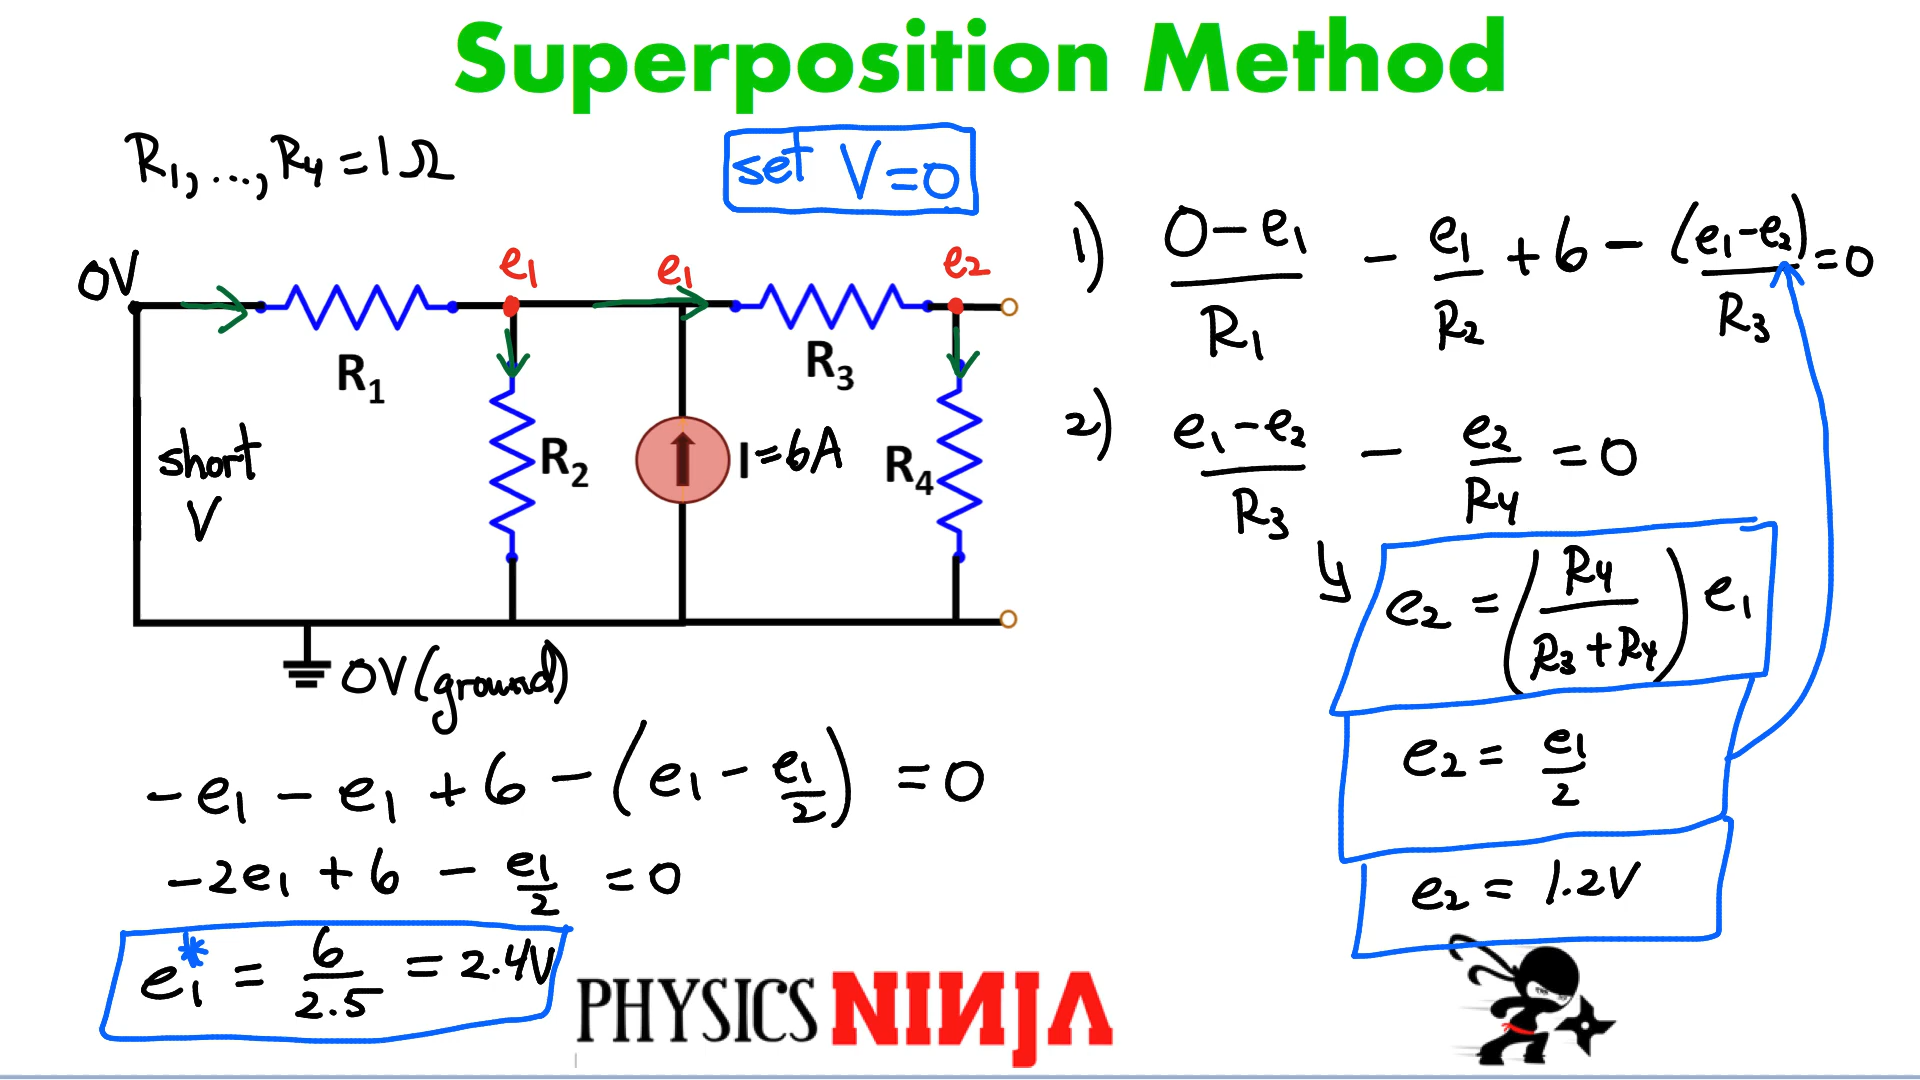 Superposition Method
R1, ..., R4 = 1Ω
set V=0
0V
e1
e1
e2
R1
R3
short
V
R2
I = 6A
R4
0V (ground)
1) (0 - e1)/R1 - e1/R2 + 6 - (e1 - e2)/R3 = 0
2) (e1 - e2)/R3 - e2/R4 = 0
e2 = (R4/(R3 + R4)) e1
e2 = e1/2
e2 = 1.2V
-e1 - e1 + 6 - (e1 - e1/2) = 0
-2e1 + 6 - e1/2 = 0
e1* = 6/2.5 = 2.4V
PHYSICS NINJA